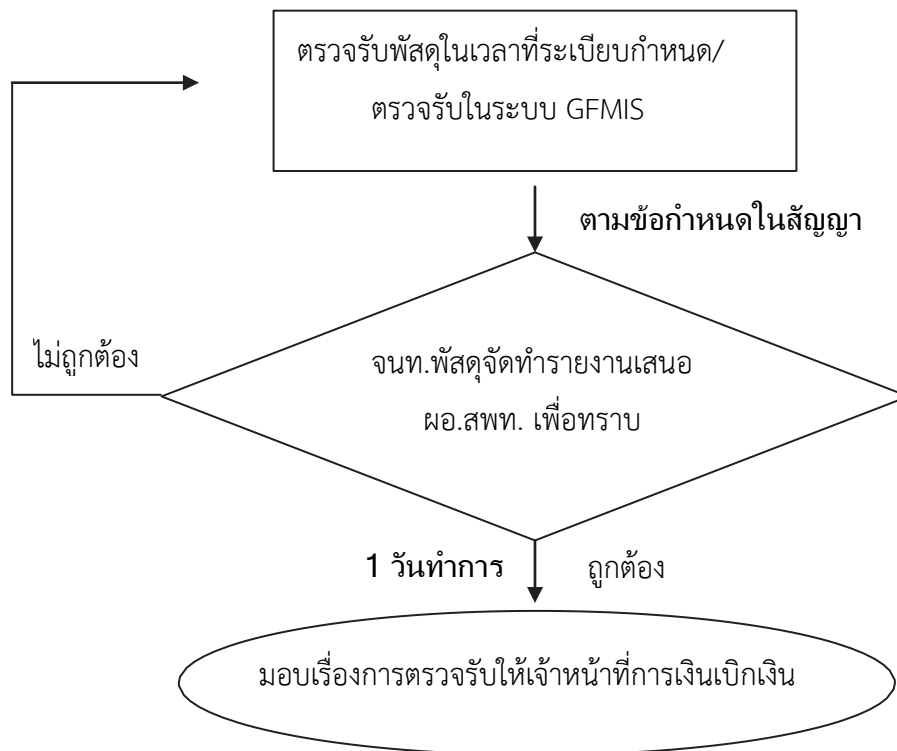 ตรวจรับพัสดุในเวลาที่ระเบียบกำหนด/
ตรวจรับในระบบ GFMIS
ตามข้อกำหนดในสัญญา
ไม่ถูกต้อง
จนท.พัสดุจัดทำรายงานเสนอ
ผอ.สพท. เพื่อทราบ
1 วันทำการ
ถูกต้อง
มอบเรื่องการตรวจรับให้เจ้าหน้าที่การเงินเบิกเงิน